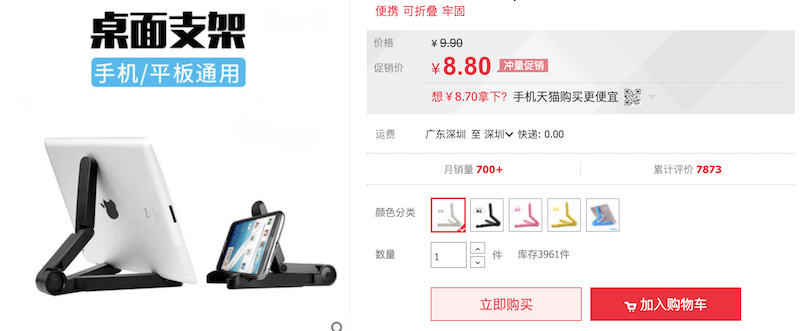 桌面支架
手机/平板通用
便携 可折叠 牢固
价格 ¥9.90
促销价 ¥8.80 冲量促销
想¥8.70拿下？手机天猫购买更便宜
运费 广东深圳 至 深圳 快递: 0.00
月销量 700+ 累计评价 7873
颜色分类
数量 1 件 库存3961件
立即购买 加入购物车